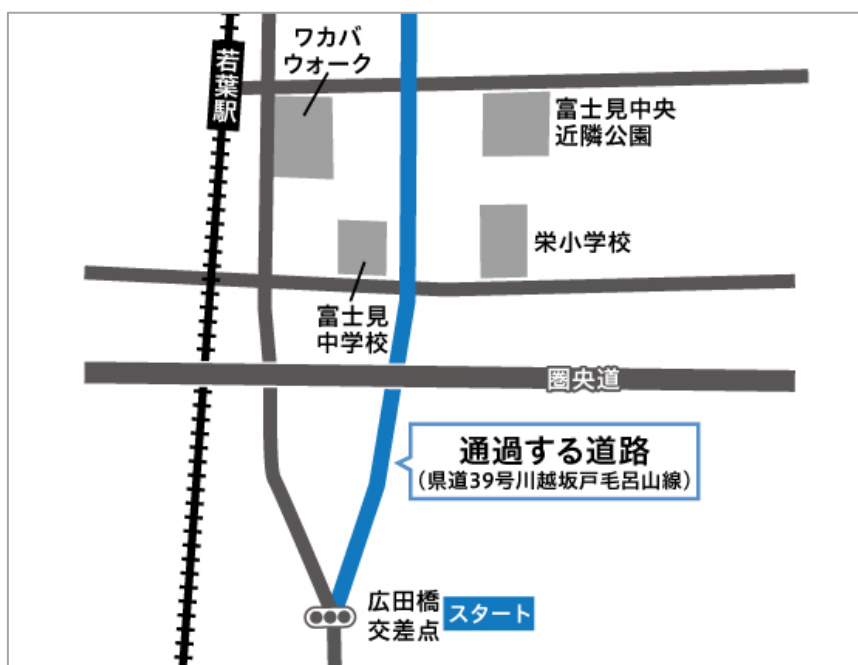 ワカバ
ウォーク
若葉駅
富士見中央
近隣公園
栄小学校
富士見
中学校
圏央道
通過する道路
（県道39号川越坂戸毛呂山線）
広田橋
交差点
スタート